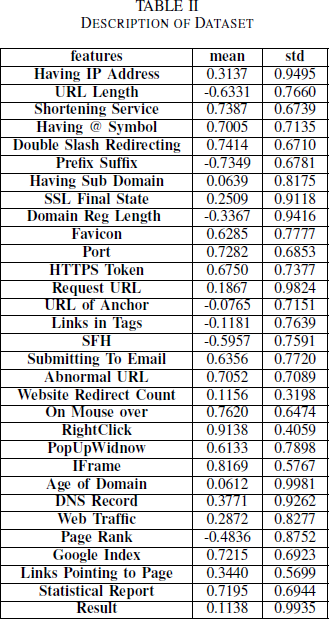 TABLE II
DESCRIPTION OF DATASET
features mean std
Having IP Address 0.3137 0.9495
URL Length -0.6331 0.7660
Shortening Service 0.7387 0.6739
Having @ Symbol 0.7005 0.7135
Double Slash Redirecting 0.7414 0.6710
Prefix Suffix -0.7349 0.6781
Having Sub Domain 0.0639 0.8175
SSL Final State 0.2509 0.9118
Domain Reg Length -0.3367 0.9416
Favicon 0.6285 0.7777
Port 0.7282 0.6853
HTTPS Token 0.6750 0.7377
Request URL 0.1867 0.9824
URL of Anchor -0.0765 0.7151
Links in Tags -0.1181 0.7639
SFH -0.5957 0.7591
Submitting To Email 0.6356 0.7720
Abnormal URL 0.7052 0.7089
Website Redirect Count 0.1156 0.3198
On Mouse over 0.7620 0.6474
RightClick 0.9138 0.4059
PopUpWidnow 0.6133 0.7898
IFrame 0.8169 0.5767
Age of Domain 0.0612 0.9981
DNS Record 0.3771 0.9262
Web Traffic 0.2872 0.8277
Page Rank -0.4836 0.8752
Google Index 0.7215 0.6923
Links Pointing to Page 0.3440 0.5699
Statistical Report 0.7195 0.6944
Result 0.1138 0.9935